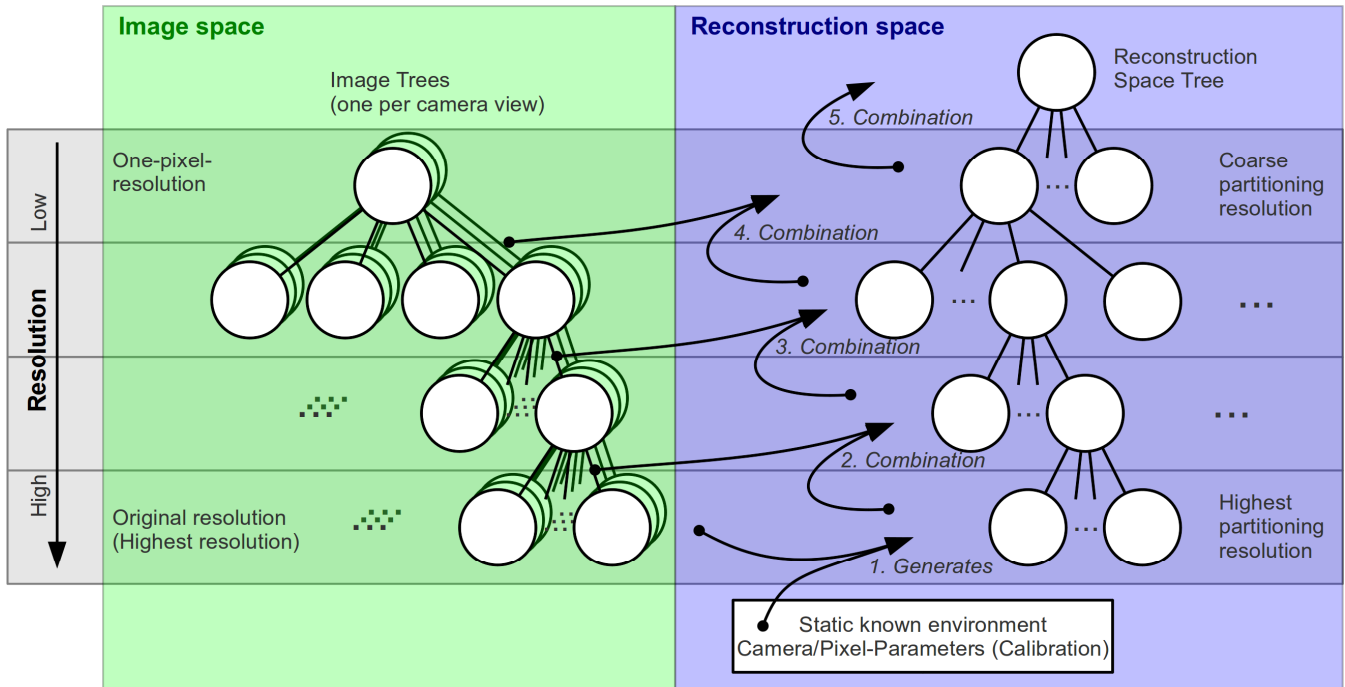 Image space
Reconstruction space
Image Trees
(one per camera view)
Reconstruction
Space Tree
5. Combination
One-pixel-
resolution
Coarse
partitioning
resolution
Low
4. Combination
...
...
...
Resolution
3. Combination
...
...
2. Combination
High
Original resolution
(Highest resolution)
Highest
partitioning
resolution
...
1. Generates
Static known environment
Camera/Pixel-Parameters (Calibration)